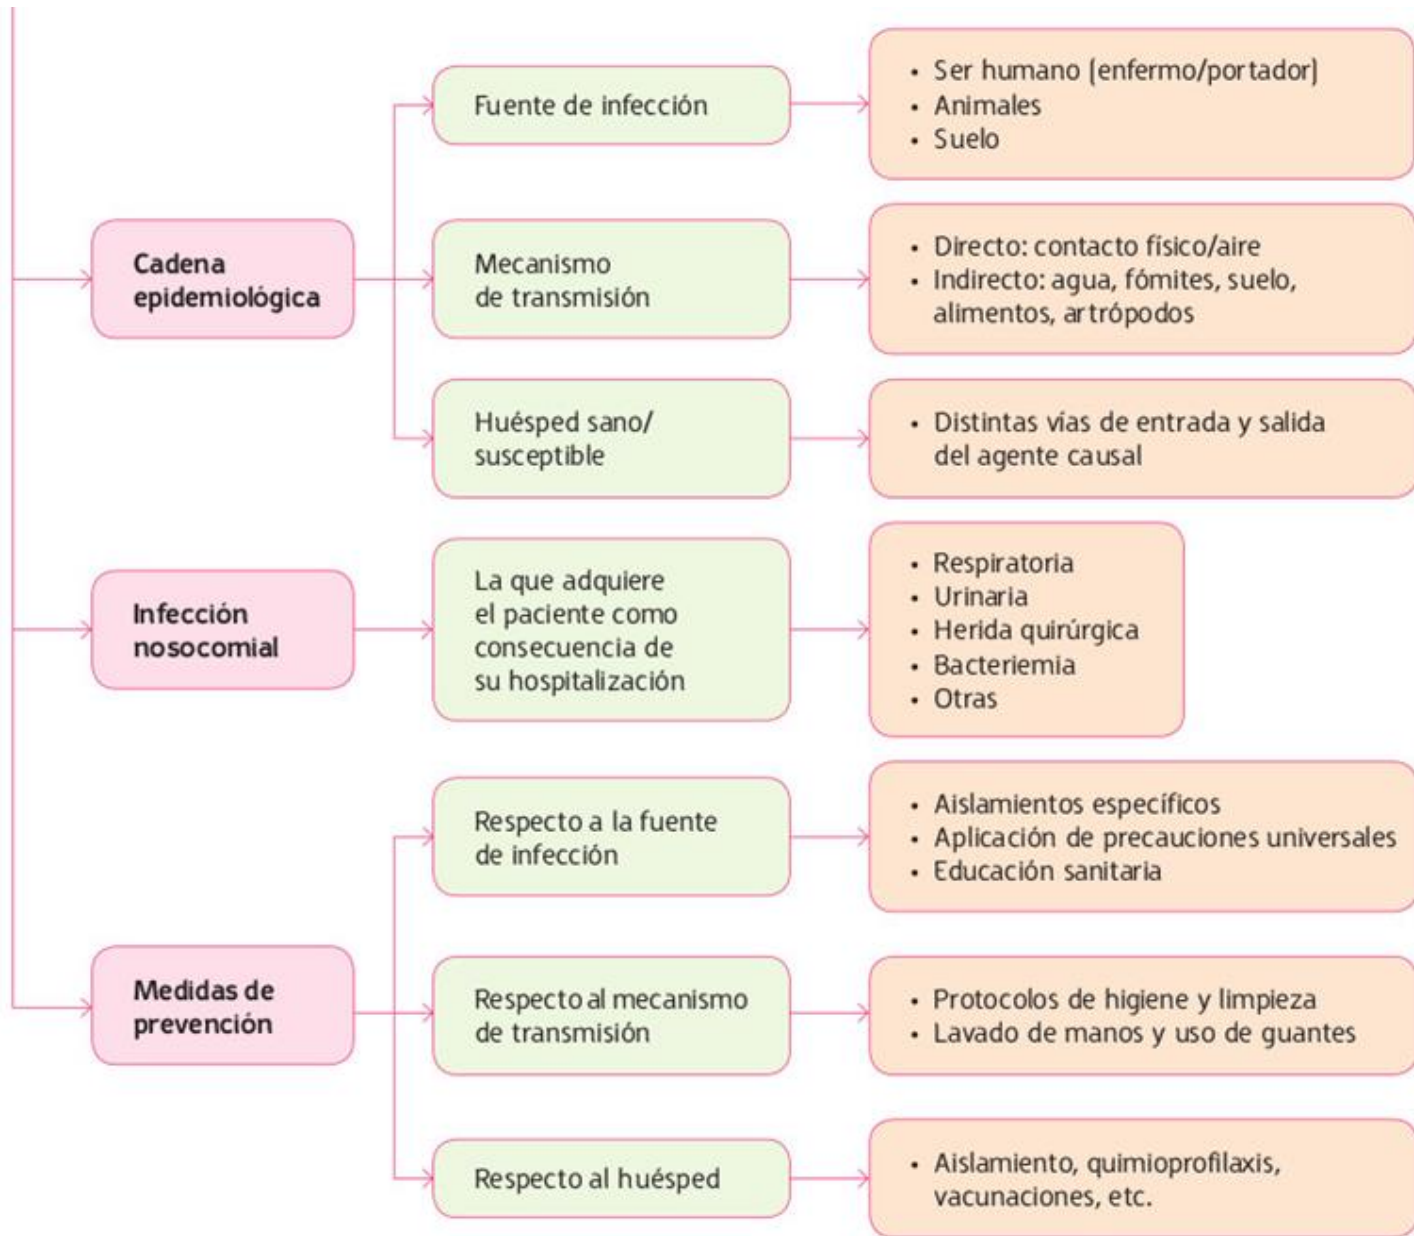 Cadena
epidemiológica
Fuente de infección
• Ser humano (enfermo/portador)
• Animales
• Suelo
Mecanismo
de transmisión
• Directo: contacto físico/aire
• Indirecto: agua, fómites, suelo,
alimentos, artrópodos
Huésped sano/
susceptible
• Distintas vías de entrada y salida
del agente causal
Infección
nosocomial
La que adquiere
el paciente como
consecuencia de
su hospitalización
• Respiratoria
• Urinaria
• Herida quirúrgica
• Bacteriemia
• Otras
Medidas de
prevención
Respecto a la fuente
de infección
• Aislamientos específicos
• Aplicación de precauciones universales
• Educación sanitaria
Respecto al mecanismo
de transmisión
• Protocolos de higiene y limpieza
• Lavado de manos y uso de guantes
Respecto al huésped
• Aislamiento, quimioprofilaxis,
vacunaciones, etc.